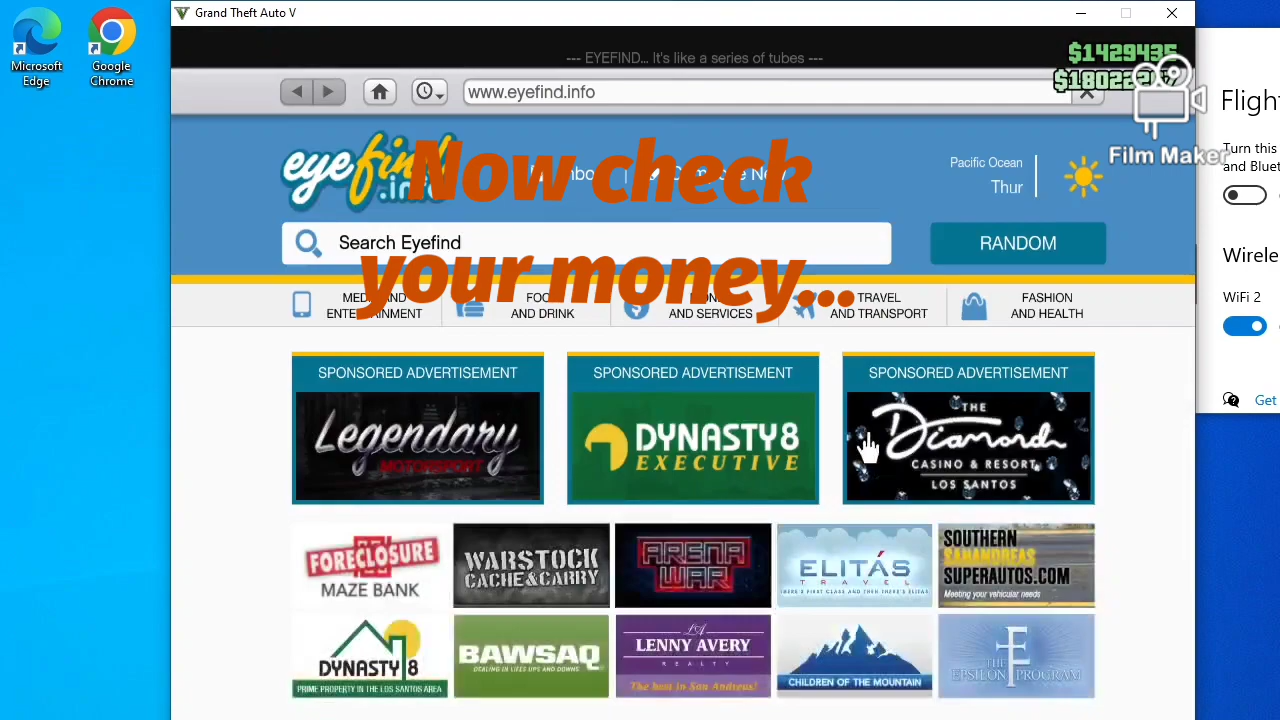 Grand Theft Auto V
Microsoft
Edge
Google
Chrome
--- EYEFIND... It's like a series of tubes ---
$1429435
www.eyefind.info
Film Maker
eyefind
.info
Now check
your money...
Pacific Ocean
Thur
Search Eyefind
RANDOM
AND ENTERTAINMENT
AND DRINK
AND SERVICES
TRAVEL
AND TRANSPORT
FASHION
AND HEALTH
SPONSORED ADVERTISEMENT
SPONSORED ADVERTISEMENT
SPONSORED ADVERTISEMENT
Legendary
MOTORSPORT
DYNASTY8
EXECUTIVE
THE
Diamond
CASINO & RESORT
LOS SANTOS
FORECLOSURE
MAZE BANK
WARSTOCK
CACHE&CARRY
ARENA
WAR
ELITÁS
TRAVEL
THERE'S FIRST CLASS AND THEN THERE'S ELITAS
SOUTHERN
SANANDREAS
SUPERAUTOS.COM
Meeting your vehicular needs
DYNASTY 8
PRIME PROPERTY IN THE LOS SANTOS AREA
BAWSAQ
DEALING IN LIFES UPS AND DOWNS
LA
LENNY AVERY
REALTY
The best in San Andreas!
CHILDREN OF THE MOUNTAIN
THE
EPSILON PROGRAM
Flight
Turn this
and Bluet
Wirele
WiFi 2
Get